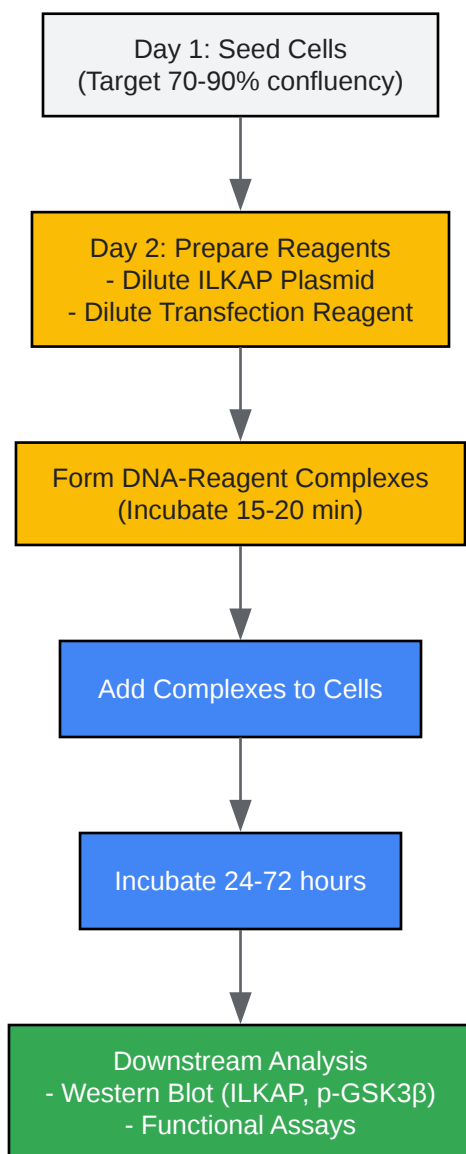 Day 1: Seed Cells
(Target 70-90% confluency)
Day 2: Prepare Reagents
- Dilute ILKAP Plasmid
- Dilute Transfection Reagent
Form DNA-Reagent Complexes
(Incubate 15-20 min)
Add Complexes to Cells
Incubate 24-72 hours
Downstream Analysis
- Western Blot (ILKAP, p-GSK3β)
- Functional Assays